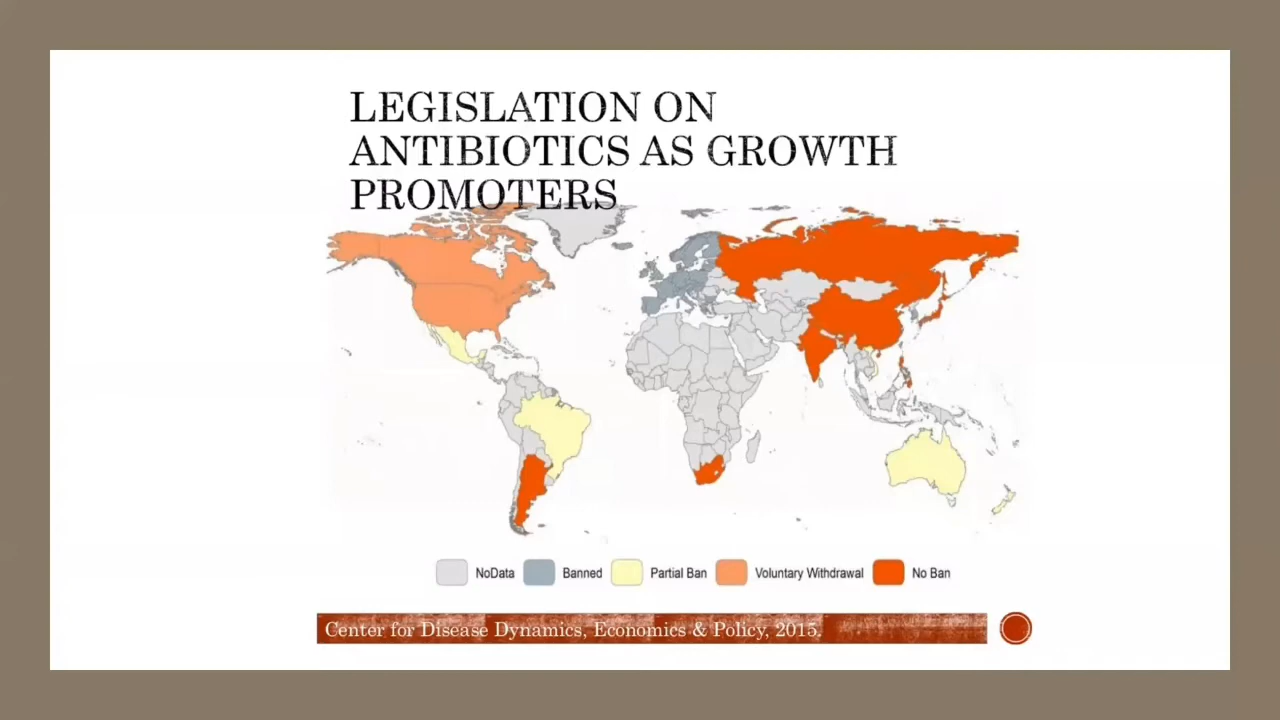 LEGISLATION ON
ANTIBIOTICS AS GROWTH
PROMOTERS
NoData Banned Partial Ban Voluntary Withdrawal No Ban
Center for Disease Dynamics, Economics & Policy, 2015.